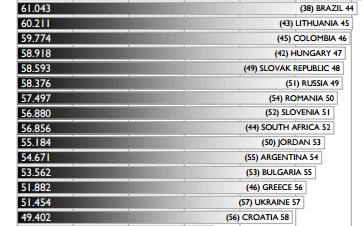 61.043 (38) BRAZIL 44
60.211 (43) LITHUANIA 45
59.774 (45) COLOMBIA 46
58.918 (42) HUNGARY 47
58.593 (49) SLOVAK REPUBLIC 48
58.376 (51) RUSSIA 49
57.497 (54) ROMANIA 50
56.880 (52) SLOVENIA 51
56.856 (44) SOUTH AFRICA 52
55.184 (50) JORDAN 53
54.671 (55) ARGENTINA 54
53.562 (53) BULGARIA 55
51.882 (46) GREECE 56
51.454 (57) UKRAINE 57
49.402 (56) CROATIA 58